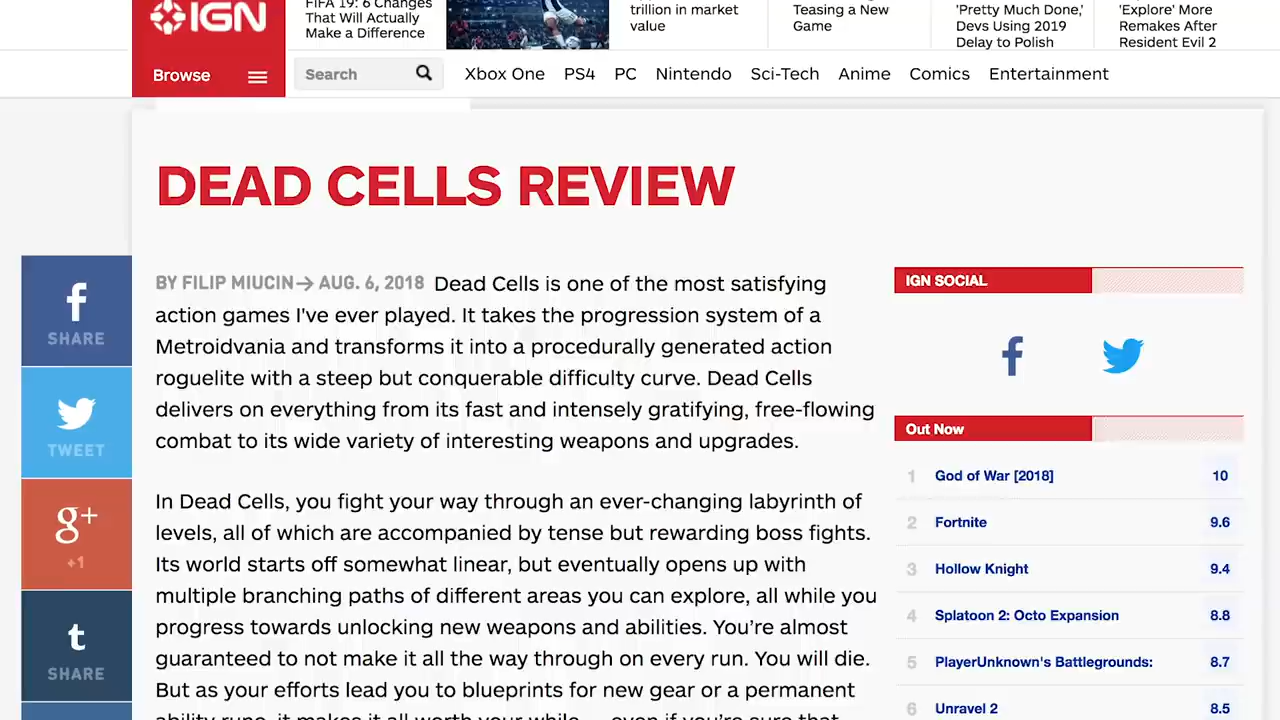 IGN
FIFA 19: 6 Changes
That Will Actually
Make a Difference
trillion in market
value
Teasing a New
Game
'Pretty Much Done,'
Devs Using 2019
Delay to Polish
'Explore' More
Remakes After
Resident Evil 2
Browse
Search
Xbox One PS4 PC Nintendo Sci-Tech Anime Comics Entertainment
DEAD CELLS REVIEW
SHARE
TWEET
g+
+1
t
SHARE
BY FILIP MIUCIN→ AUG. 6, 2018 Dead Cells is one of the most satisfying
action games I've ever played. It takes the progression system of a
Metroidvania and transforms it into a procedurally generated action
roguelite with a steep but conquerable difficulty curve. Dead Cells
delivers on everything from its fast and intensely gratifying, free-flowing
combat to its wide variety of interesting weapons and upgrades.
In Dead Cells, you fight your way through an ever-changing labyrinth of
levels, all of which are accompanied by tense but rewarding boss fights.
Its world starts off somewhat linear, but eventually opens up with
multiple branching paths of different areas you can explore, all while you
progress towards unlocking new weapons and abilities. You're almost
guaranteed to not make it all the way through on every run. You will die.
But as your efforts lead you to blueprints for new gear or a permanent
ability rune, it makes it all worth your while — even if you're sure that
IGN SOCIAL
Out Now
1 God of War [2018] 10
2 Fortnite 9.6
3 Hollow Knight 9.4
4 Splatoon 2: Octo Expansion 8.8
5 PlayerUnknown's Battlegrounds: 8.7
6 Unravel 2 8.5